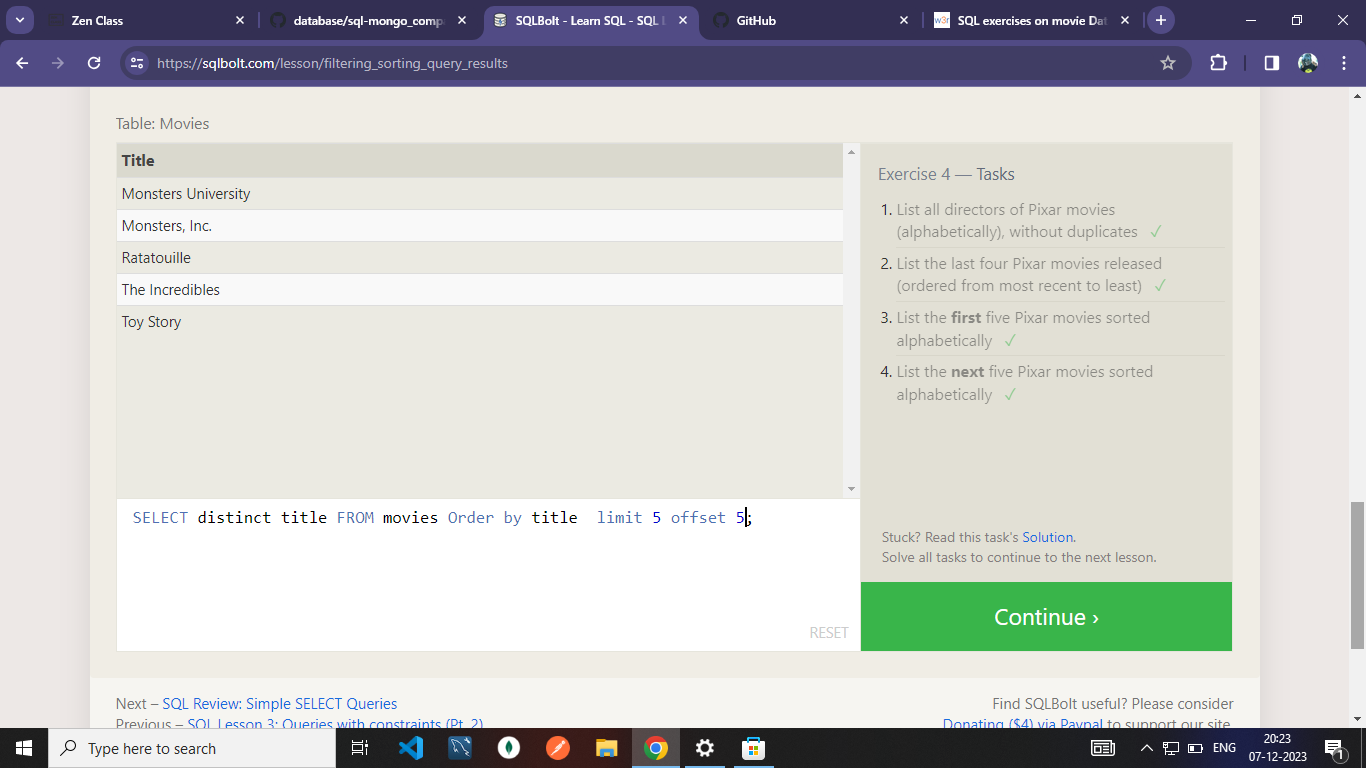 Zen Class
database/sql-mongo_comp
SQLBolt - Learn SQL - SQL L
GitHub
w3r
SQL exercises on movie Dat
https://sqlbolt.com/lesson/filtering_sorting_query_results
Table: Movies
Title
Monsters University
Monsters, Inc.
Ratatouille
The Incredibles
Toy Story
Exercise 4 — Tasks
1. List all directors of Pixar movies
(alphabetically), without duplicates ✓
2. List the last four Pixar movies released
(ordered from most recent to least) ✓
3. List the first five Pixar movies sorted
alphabetically ✓
4. List the next five Pixar movies sorted
alphabetically ✓
SELECT distinct title FROM movies Order by title  limit 5 offset 5;
RESET
Stuck? Read this task's Solution.
Solve all tasks to continue to the next lesson.
Continue ›
Next – SQL Review: Simple SELECT Queries
Previous – SQL Lesson 3: Queries with constraints (Pt. 2)
Find SQLBolt useful? Please consider
Donating ($4) via Paypal to support our site.
Type here to search
ENG
20:23
07-12-2023
1